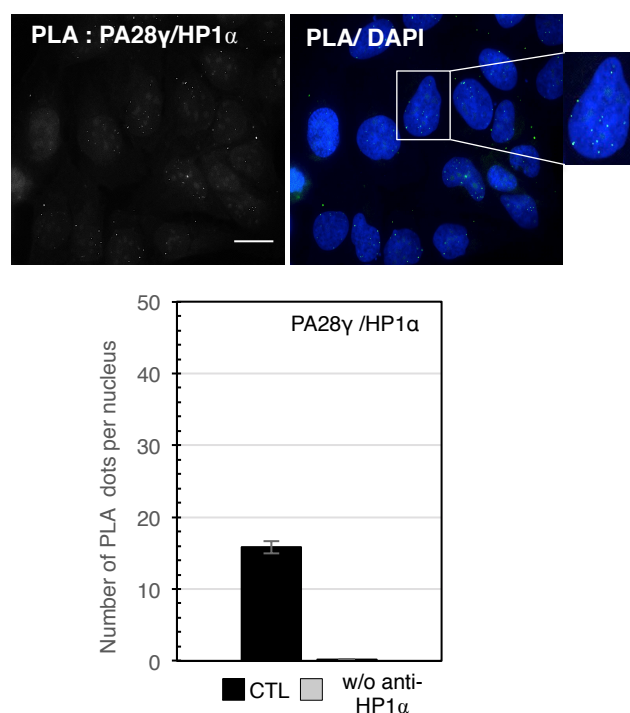 PLA : PA28γ/HP1α
PLA/ DAPI
Number of PLA dots per nucleus
50
40
30
20
10
0
PA28γ /HP1α
CTL
w/o anti-
HP1α